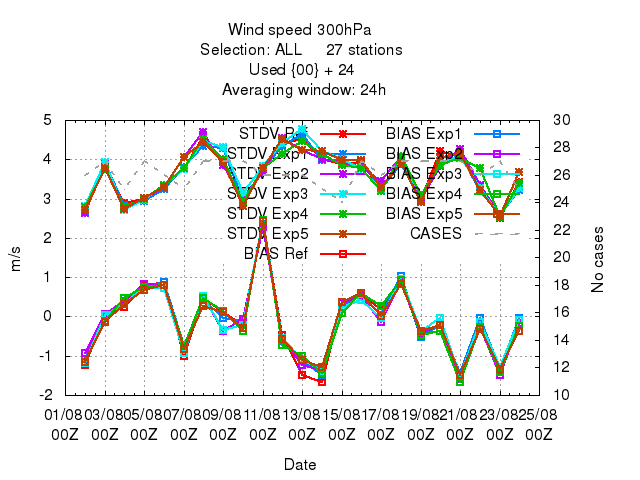 Wind speed 300hPa
Selection: ALL 27 stations
Used {00} + 24
Averaging window: 24h
5 30
4 28
3 26
2 24
1 22
0 20
-1 18
-2 16
14
12
10
m/s
No cases
STDV Ref BIAS Exp1
STDV Exp1 BIAS Exp2
STDV Exp2 BIAS Exp3
STDV Exp3 BIAS Exp4
STDV Exp4 BIAS Exp5
STDV Exp5 CASES
BIAS Ref
01/08 03/08 05/08 07/08 09/08 11/08 13/08 15/08 17/08 19/08 21/08 23/08 25/08
00Z 00Z 00Z 00Z 00Z 00Z 00Z 00Z 00Z 00Z 00Z 00Z 00Z
Date